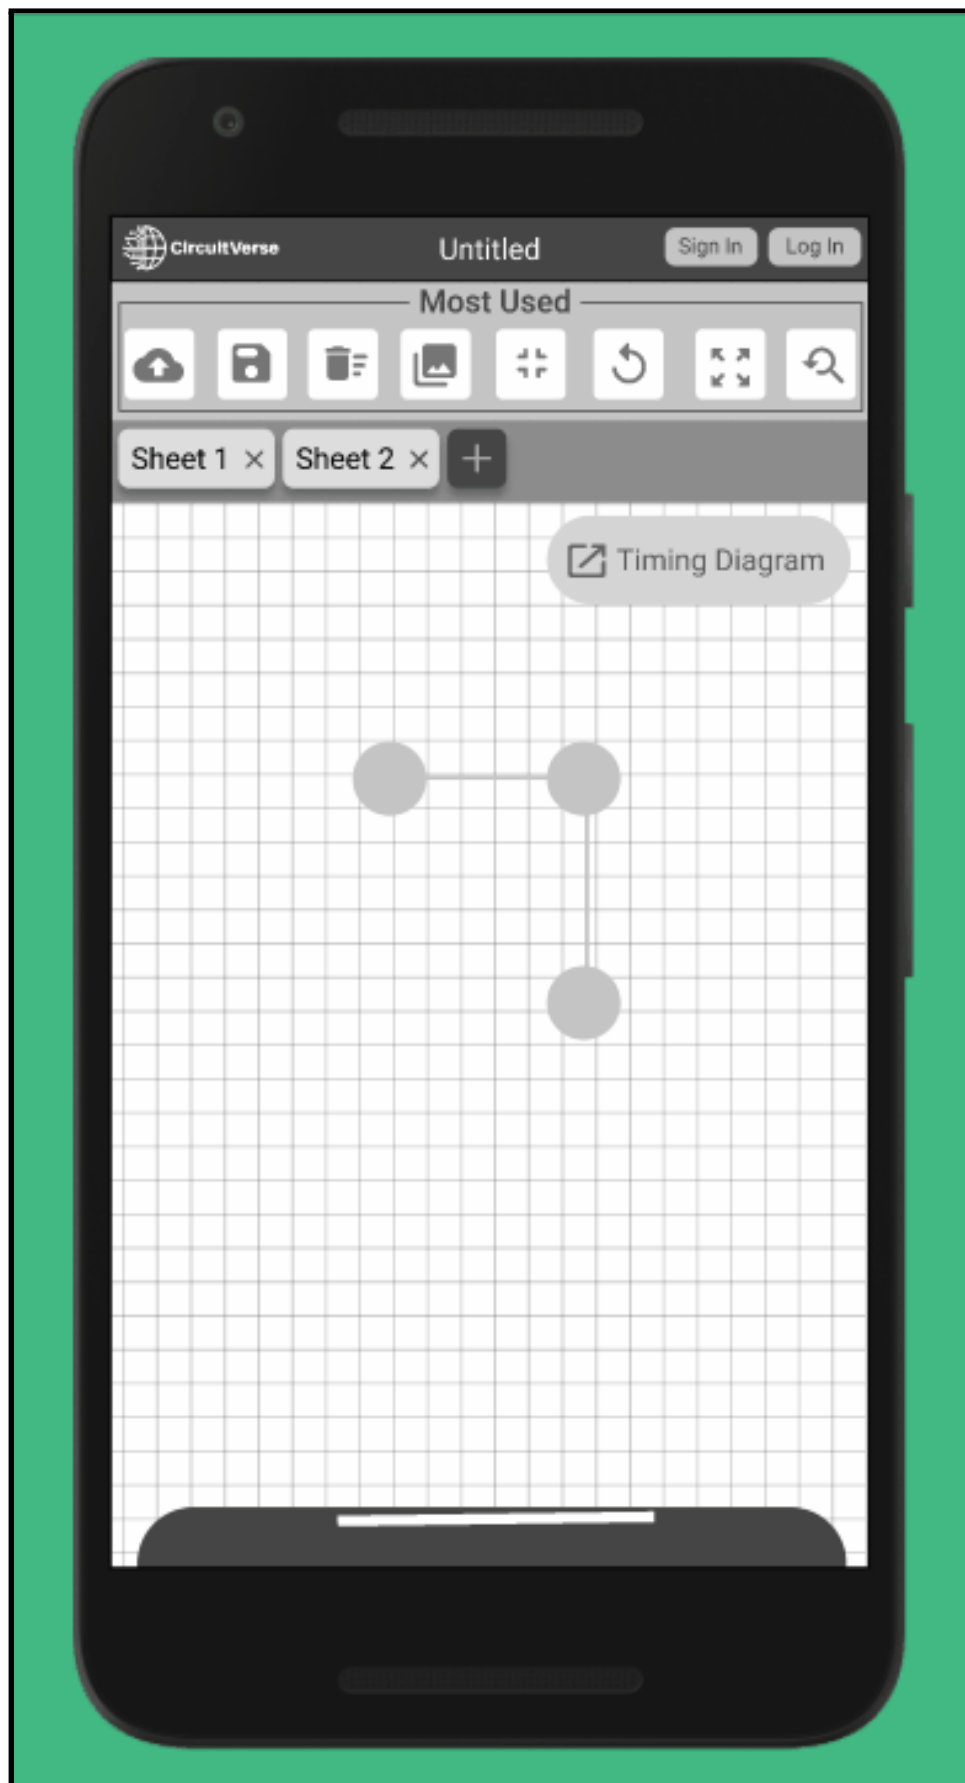 CircuitVerse Untitled Sign In Log In
Most Used
Sheet 1 × Sheet 2 × +
Timing Diagram